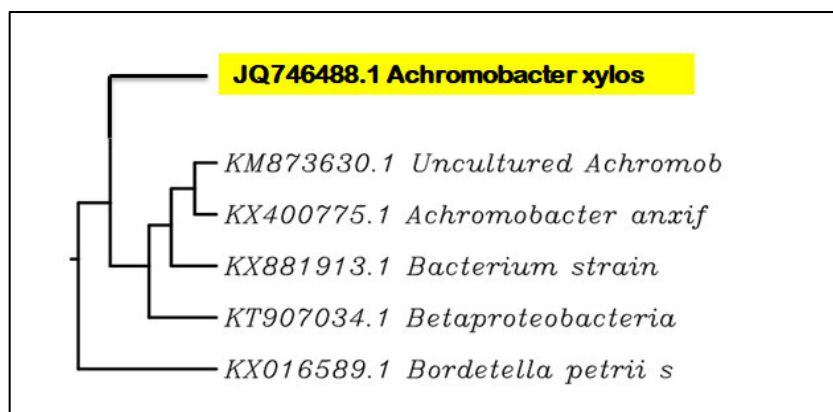 JQ746488.1 Achromobacter xylos
KM873630.1 Uncultured Achromob
KX400775.1 Achromobacter anxif
KX881913.1 Bacterium strain
KT907034.1 Betaproteobacteria
KX016589.1 Bordetella petrii s